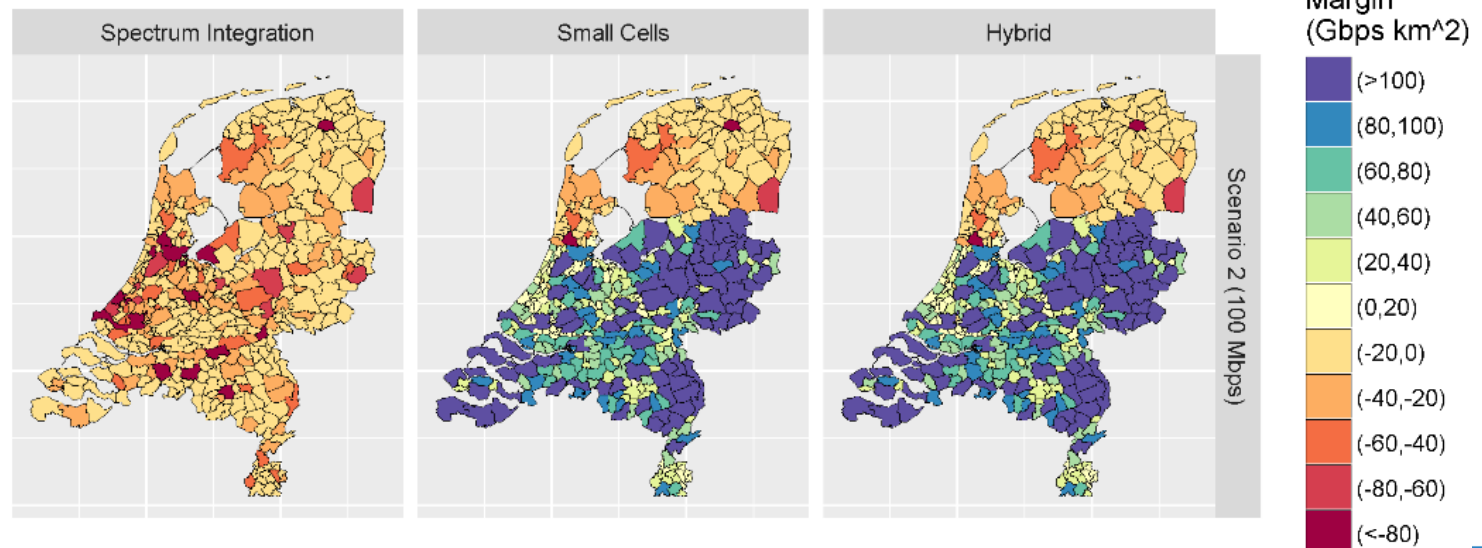 Spectrum Integration
Small Cells
Hybrid
Scenario 2 (100 Mbps)
Margin
(Gbps km^2)
(>100)
(80,100)
(60,80)
(40,60)
(20,40)
(0,20)
(-20,0)
(-40,-20)
(-60,-40)
(-80,-60)
(<-80)